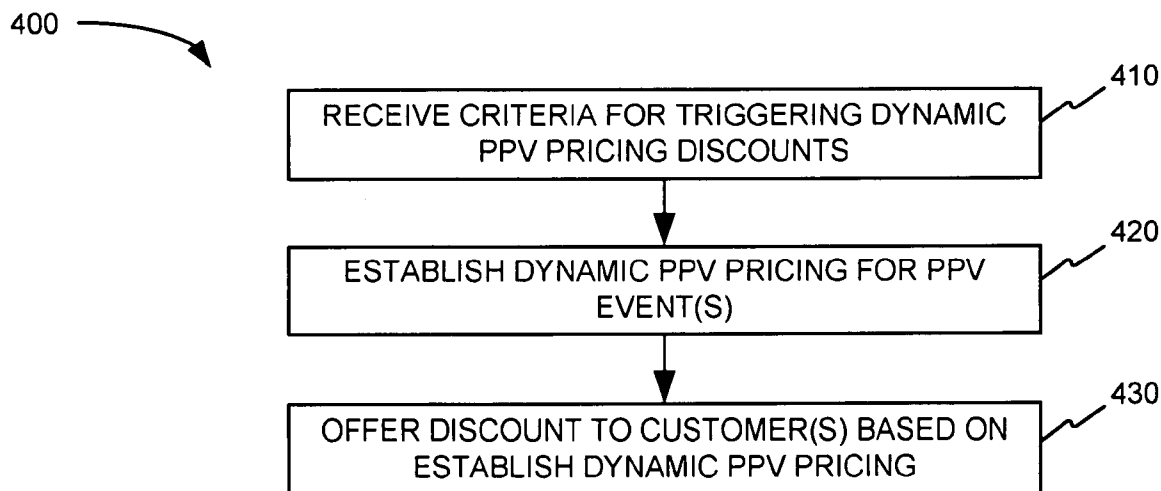 400
410
RECEIVE CRITERIA FOR TRIGGERING DYNAMIC
PPV PRICING DISCOUNTS
420
ESTABLISH DYNAMIC PPV PRICING FOR PPV
EVENT(S)
430
OFFER DISCOUNT TO CUSTOMER(S) BASED ON
ESTABLISH DYNAMIC PPV PRICING